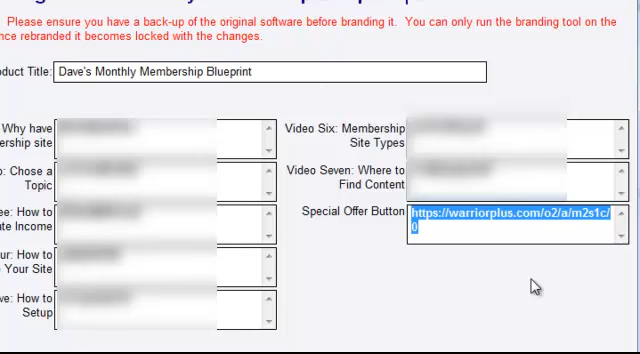 Please ensure you have a back-up of the original software before branding it. You can only run the branding tool on the
nce rebranded it becomes locked with the changes.
oduct Title: Dave's Monthly Membership Blueprint
Why have
ership site
Video Six: Membership
Site Types
o: Chose a
Topic
Video Seven: Where to
Find Content
ee: How to
ate Income
Special Offer Button
https://warriorplus.com/o2/a/m2s1c/
0
ur: How to
Your Site
ve: How to
Setup